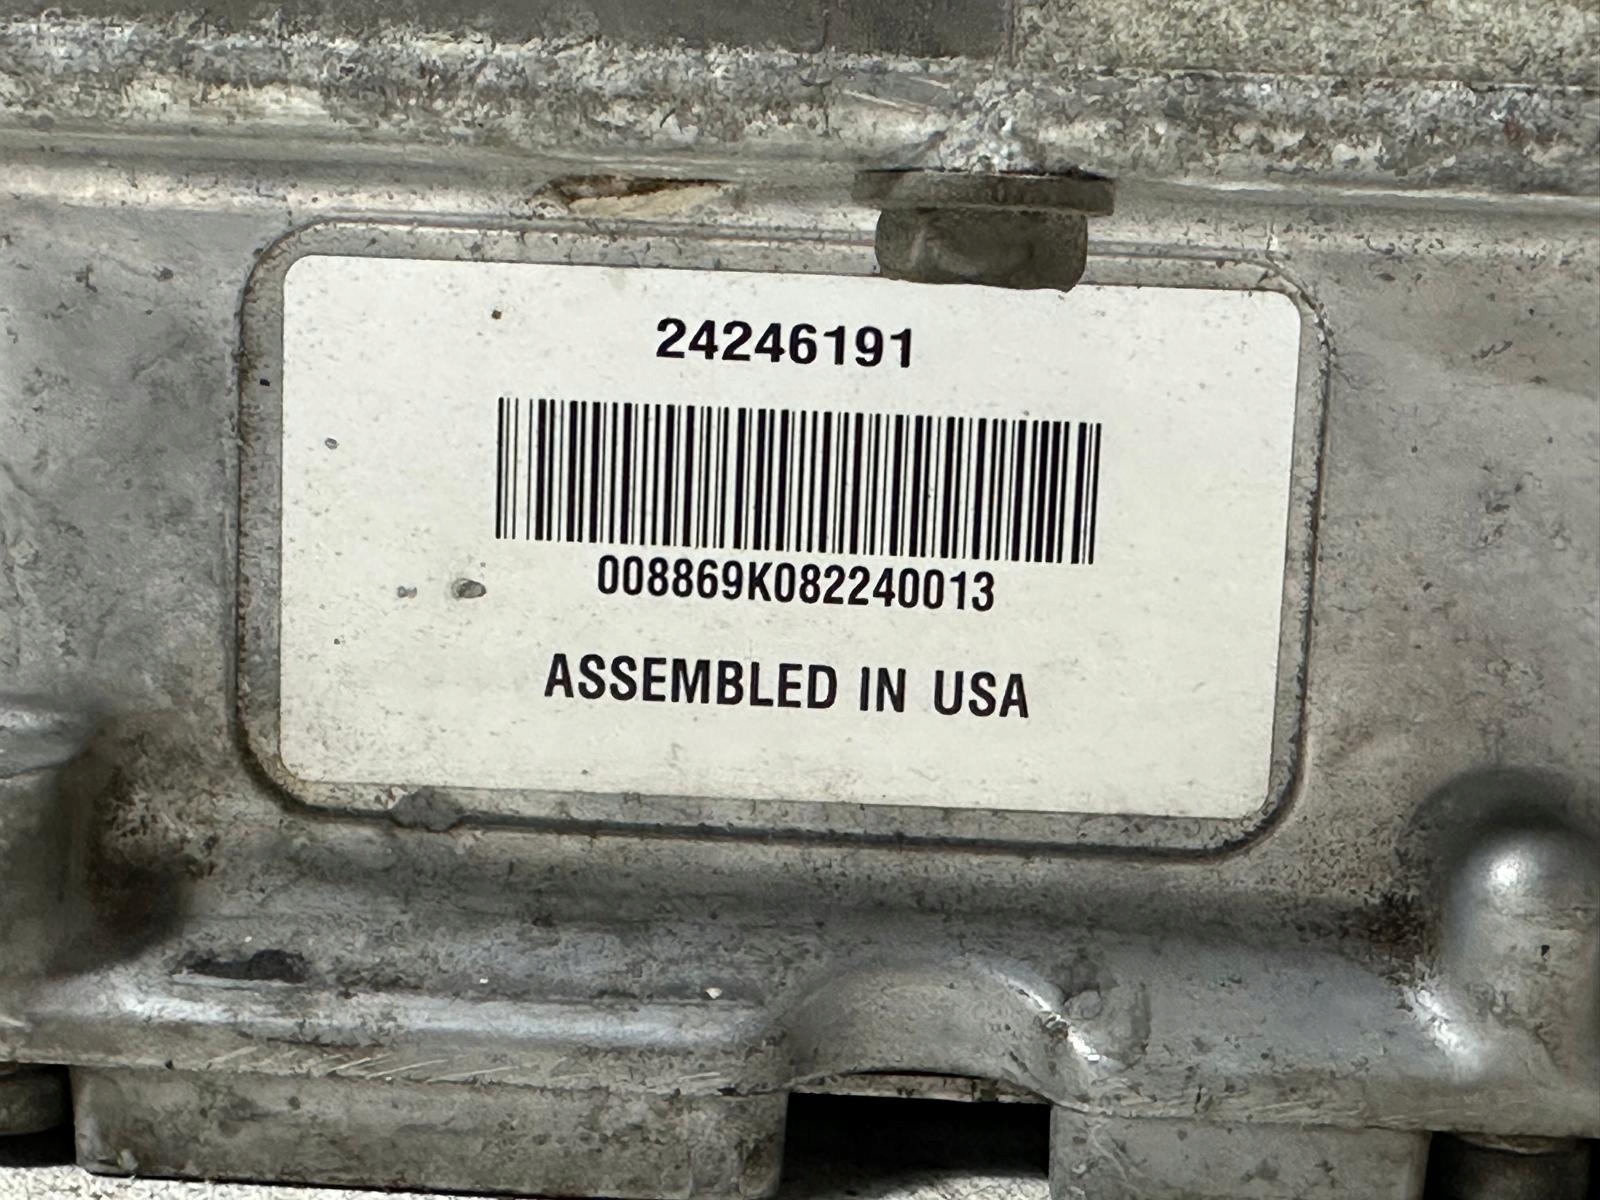 24246191
008869K082240013
ASSEMBLED IN USA